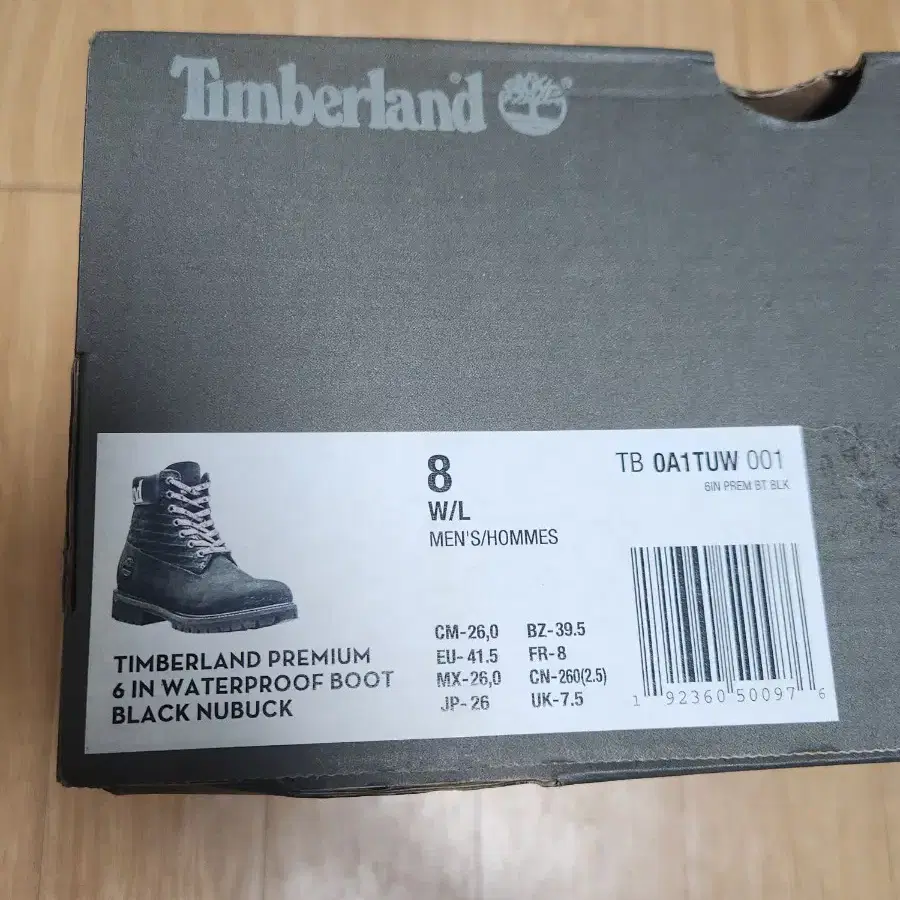 Timberland®
8
W/L
MEN'S/HOMMES
TB 0A1TUW 001
6IN PREM BT BLK
TIMBERLAND PREMIUM
6 IN WATERPROOF BOOT
BLACK NUBUCK
CM-26,0 BZ-39.5
EU-41.5 FR-8
MX-26,0 CN-260(2.5)
JP-26 UK-7.5
1 92360 50097 6